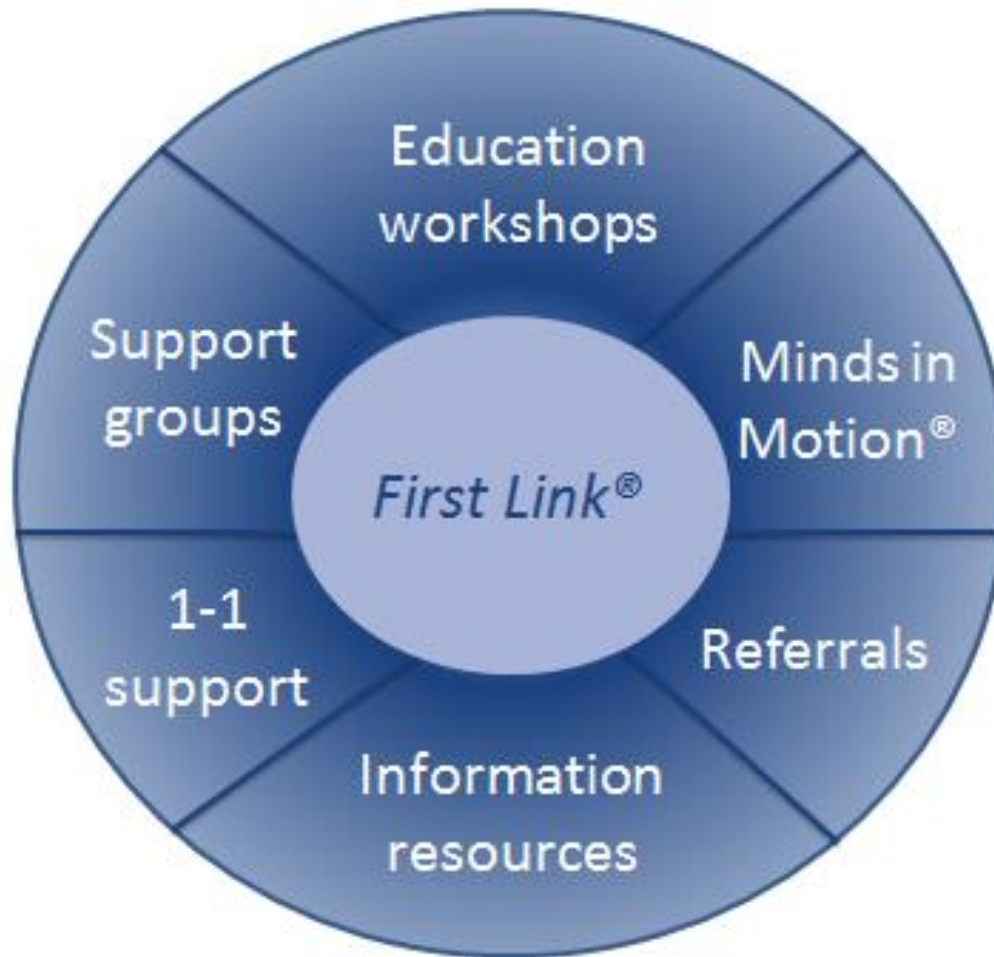 Education
workshops
Support
groups
Minds in
Motion®
First Link®
1-1
support
Referrals
Information
resources